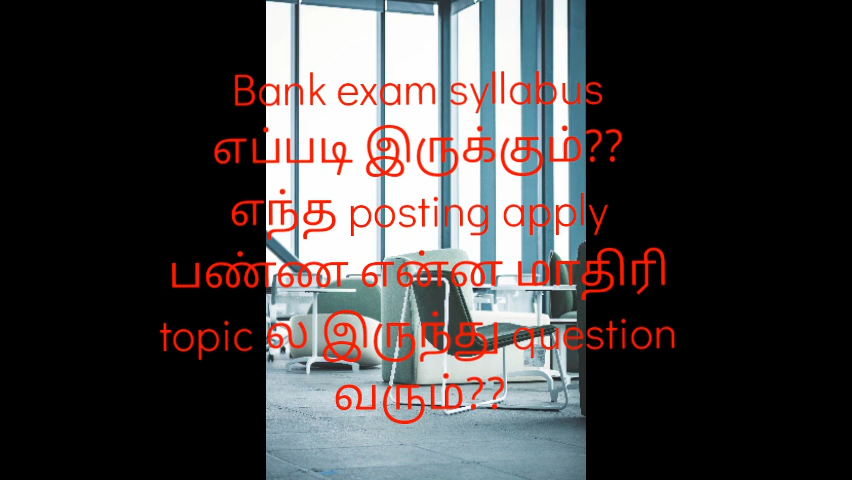 Bank exam syllabus
எப்படி இருக்கும்??
எந்த posting apply
பண்ண என்ன மாதிரி
topic ல இருந்து question
வரும்??